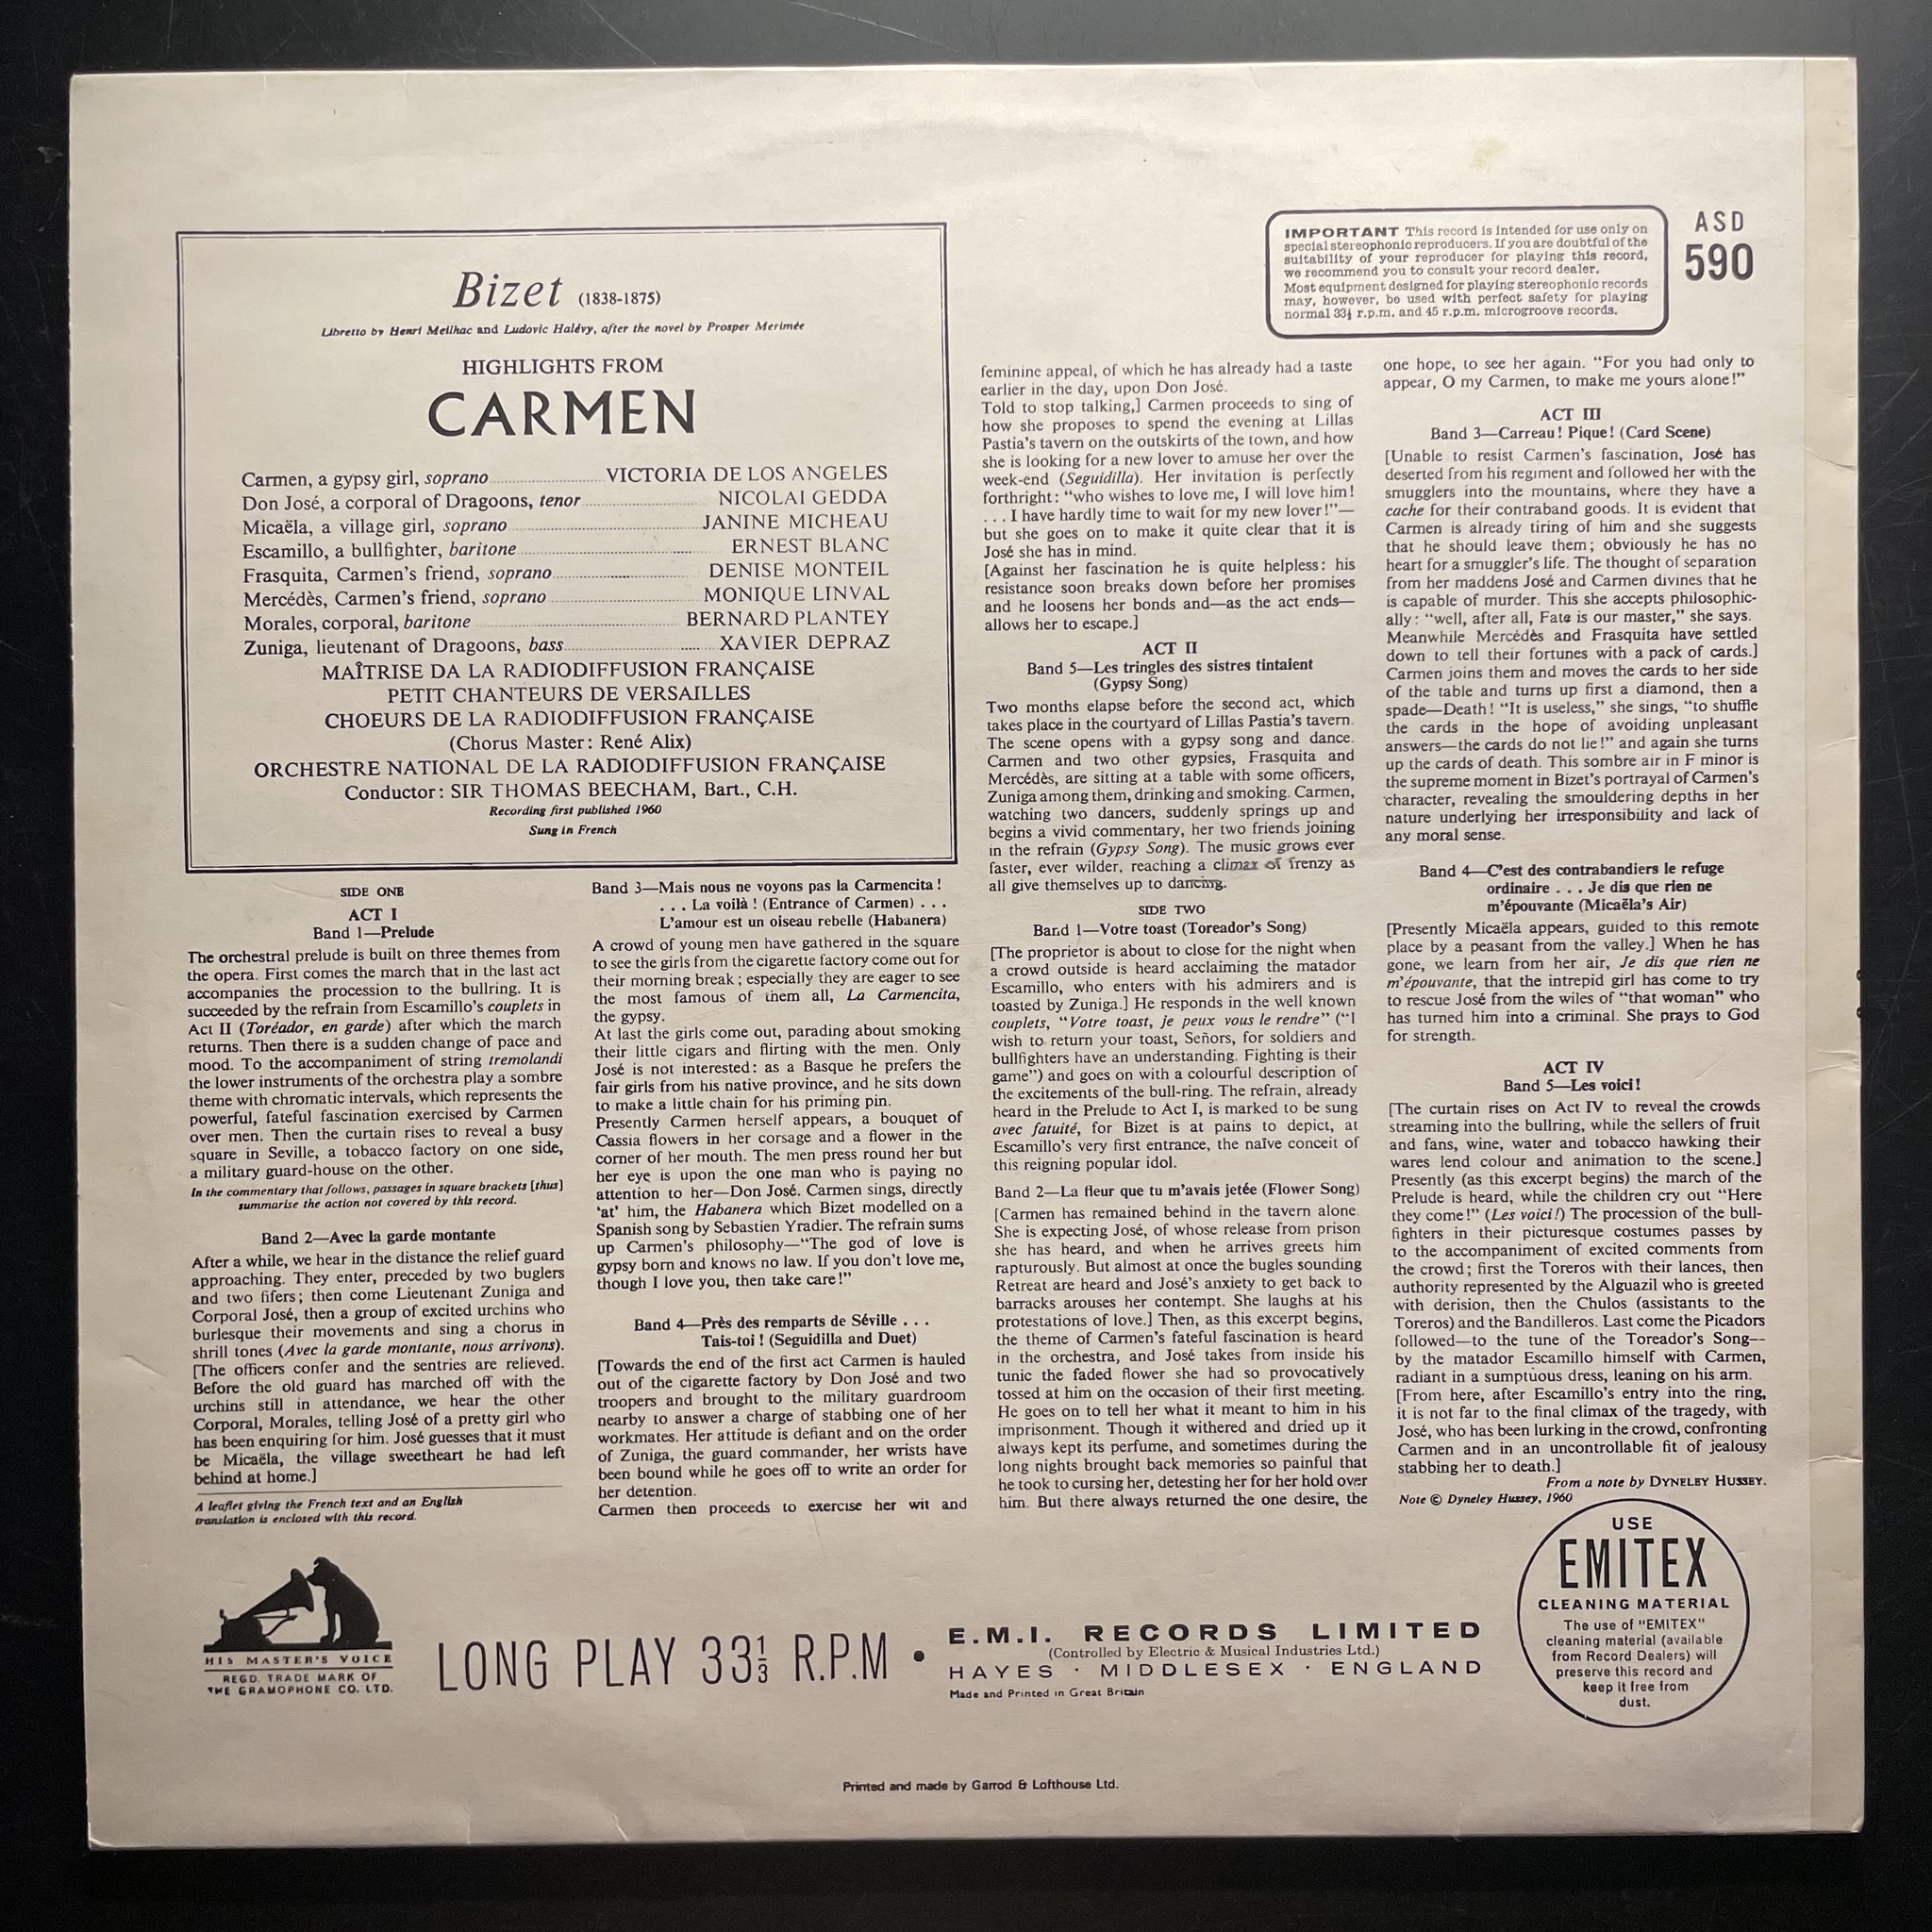 Bizet (1838-1875)
Libretto by Henri Meilhac and Ludovic Halévy, after the novel by Prosper Merimée
HIGHLIGHTS FROM
CARMEN
Carmen, a gypsy girl, soprano VICTORIA DE LOS ANGELES
Don José, a corporal of Dragoons, tenor NICOLAI GEDDA
Micaëla, a village girl, soprano JANINE MICHEAU
Escamillo, a bullfighter, baritone ERNEST BLANC
Frasquita, Carmen's friend, soprano DENISE MONTEIL
Mercédès, Carmen's friend, soprano MONIQUE LINVAL
Morales, corporal, baritone BERNARD PLANTEY
Zuniga, lieutenant of Dragoons, bass XAVIER DEPRAZ
MAÎTRISE DA LA RADIODIFFUSION FRANÇAISE
PETIT CHANTEURS DE VERSAILLES
CHOEURS DE LA RADIODIFFUSION FRANÇAISE
(Chorus Master: René Alix)
ORCHESTRE NATIONAL DE LA RADIODIFFUSION FRANÇAISE
Conductor: SIR THOMAS BEECHAM, Bart., C.H.
Recording first published 1960
Sung in French
IMPORTANT This record is intended for use only on
special stereophonic reproducers. If you are doubtful of the
suitability of your reproducer for playing this record,
we recommend you to consult your record dealer.
Most equipment designed for playing stereophonic records
may, however, be used with perfect safety for playing
normal 33⅓ r.p.m. and 45 r.p.m. microgroove records.
ASD
590
SIDE ONE
ACT I
Band 1—Prelude
The orchestral prelude is built on three themes from
the opera. First comes the march that in the last act
accompanies the procession to the bullring. It is
succeeded by the refrain from Escamillo's couplets in
Act II (Toréador, en garde) after which the march
returns. Then there is a sudden change of pace and
mood. To the accompaniment of string tremolandi
the lower instruments of the orchestra play a sombre
theme with chromatic intervals, which represents the
powerful, fateful fascination exercised by Carmen
over men. Then the curtain rises to reveal a busy
square in Seville, a tobacco factory on one side,
a military guard-house on the other.
In the commentary that follows, passages in square brackets [thus]
summarise the action not covered by this record.
Band 2—Avec la garde montante
After a while, we hear in the distance the relief guard
approaching. They enter, preceded by two buglers
and two fifers; then come Lieutenant Zuniga and
Corporal José, then a group of excited urchins who
burlesque their movements and sing a chorus in
shrill tones (Avec la garde montante, nous arrivons).
[The officers confer and the sentries are relieved.
Before the old guard has marched off with the
urchins still in attendance, we hear the other
Corporal, Morales, telling José of a pretty girl who
has been enquiring for him. José guesses that it must
be Micaëla, the village sweetheart he had left
behind at home.]
A leaflet giving the French text and an English
translation is enclosed with this record.
Band 3—Mais nous ne voyons pas la Carmencita!
. . . La voilà! (Entrance of Carmen) . . .
L'amour est un oiseau rebelle (Habanera)
A crowd of young men have gathered in the square
to see the girls from the cigarette factory come out for
their morning break; especially they are eager to see
the most famous of them all, La Carmencita,
the gypsy.
At last the girls come out, parading about smoking
their little cigars and flirting with the men. Only
José is not interested: as a Basque he prefers the
fair girls from his native province, and he sits down
to make a little chain for his priming pin.
Presently Carmen herself appears, a bouquet of
Cassia flowers in her corsage and a flower in the
corner of her mouth. The men press round her but
her eye is upon the one man who is paying no
attention to her—Don José. Carmen sings, directly
'at' him, the Habanera which Bizet modelled on a
Spanish song by Sebastien Yradier. The refrain sums
up Carmen's philosophy—"The god of love is
gypsy born and knows no law. If you don't love me,
though I love you, then take care!"
Band 4—Près des remparts de Séville . . .
Tais-toi! (Seguidilla and Duet)
[Towards the end of the first act Carmen is hauled
out of the cigarette factory by Don José and two
troopers and brought to the military guardroom
nearby to answer a charge of stabbing one of her
workmates. Her attitude is defiant and on the order
of Zuniga, the guard commander, her wrists have
been bound while he goes off to write an order for
her detention.
Carmen then proceeds to exercise her wit and
feminine appeal, of which he has already had a taste
earlier in the day, upon Don José.
Told to stop talking,] Carmen proceeds to sing of
how she proposes to spend the evening at Lillas
Pastia's tavern on the outskirts of the town, and how
she is looking for a new lover to amuse her over the
week-end (Seguidilla). Her invitation is perfectly
forthright: "who wishes to love me, I will love him!
. . . I have hardly time to wait for my new lover!"—
but she goes on to make it quite clear that it is
José she has in mind.
[Against her fascination he is quite helpless: his
resistance soon breaks down before her promises
and he loosens her bonds and—as the act ends—
allows her to escape.]
ACT II
Band 5—Les tringles des sistres tintaient
(Gypsy Song)
Two months elapse before the second act, which
takes place in the courtyard of Lillas Pastia's tavern.
The scene opens with a gypsy song and dance.
Carmen and two other gypsies, Frasquita and
Mercédès, are sitting at a table with some officers,
Zuniga among them, drinking and smoking. Carmen,
watching two dancers, suddenly springs up and
begins a vivid commentary, her two friends joining
in the refrain (Gypsy Song). The music grows ever
faster, ever wilder, reaching a climax of frenzy as
all give themselves up to dancing.
SIDE TWO
Band 1—Votre toast (Toreador's Song)
[The proprietor is about to close for the night when
a crowd outside is heard acclaiming the matador
Escamillo, who enters with his admirers and is
toasted by Zuniga.] He responds in the well known
couplets, "Votre toast, je peux vous le rendre" ("I
wish to return your toast, Señors, for soldiers and
bullfighters have an understanding. Fighting is their
game") and goes on with a colourful description of
the excitements of the bull-ring. The refrain, already
heard in the Prelude to Act I, is marked to be sung
avec fatuité, for Bizet is at pains to depict, at
Escamillo's very first entrance, the naïve conceit of
this reigning popular idol.
Band 2—La fleur que tu m'avais jetée (Flower Song)
[Carmen has remained behind in the tavern alone
She is expecting José, of whose release from prison
she has heard, and when he arrives greets him
rapturously. But almost at once the bugles sounding
Retreat are heard and José's anxiety to get back to
barracks arouses her contempt. She laughs at his
protestations of love.] Then, as this excerpt begins,
the theme of Carmen's fateful fascination is heard
in the orchestra, and José takes from inside his
tunic the faded flower she had so provocatively
tossed at him on the occasion of their first meeting.
He goes on to tell her what it meant to him in his
imprisonment. Though it withered and dried up it
always kept its perfume, and sometimes during the
long nights brought back memories so painful that
he took to cursing her, detesting her for her hold over
him. But there always returned the one desire, the
one hope, to see her again. "For you had only to
appear, O my Carmen, to make me yours alone!"
ACT III
Band 3—Carreau! Pique! (Card Scene)
[Unable to resist Carmen's fascination, José has
deserted from his regiment and followed her with the
smugglers into the mountains, where they have a
cache for their contraband goods. It is evident that
Carmen is already tiring of him and she suggests
that he should leave them; obviously he has no
heart for a smuggler's life. The thought of separation
from her maddens José and Carmen divines that he
is capable of murder. This she accepts philosophic-
ally: "well, after all, Fate is our master," she says.
Meanwhile Mercédès and Frasquita have settled
down to tell their fortunes with a pack of cards.]
Carmen joins them and moves the cards to her side
of the table and turns up first a diamond, then a
spade—Death! "It is useless," she sings, "to shuffle
the cards in the hope of avoiding unpleasant
answers—the cards do not lie!" and again she turns
up the cards of death. This sombre air in F minor is
the supreme moment in Bizet's portrayal of Carmen's
character, revealing the smouldering depths in her
nature underlying her irresponsibility and lack of
any moral sense.
Band 4—C'est des contrabandiers le refuge
ordinaire . . . Je dis que rien ne
m'épouvante (Micaëla's Air)
[Presently Micaëla appears, guided to this remote
place by a peasant from the valley.] When he has
gone, we learn from her air, Je dis que rien ne
m'épouvante, that the intrepid girl has come to try
to rescue José from the wiles of "that woman" who
has turned him into a criminal. She prays to God
for strength.
ACT IV
Band 5—Les voici!
[The curtain rises on Act IV to reveal the crowds
streaming into the bullring, while the sellers of fruit
and fans, wine, water and tobacco hawking their
wares lend colour and animation to the scene.]
Presently (as this excerpt begins) the march of the
Prelude is heard, while the children cry out "Here
they come!" (Les voici!) The procession of the bull-
fighters in their picturesque costumes passes by
to the accompaniment of excited comments from
the crowd; first the Toreros with their lances, then
authority represented by the Alguazil who is greeted
with derision, then the Chulos (assistants to the
Torero) and the Bandilleros. Last come the Picadors
followed—to the tune of the Toreador's Song—
by the matador Escamillo himself with Carmen,
radiant in a sumptuous dress, leaning on his arm.
[From here, after Escamillo's entry into the ring,
it is not far to the final climax of the tragedy, with
José, who has been lurking in the crowd, confronting
Carmen and in an uncontrollable fit of jealousy
stabbing her to death.]
From a note by DYNELEY HUSSEY.
Note © Dyneley Hussey, 1960
HIS MASTER'S VOICE
REGD. TRADE MARK OF
THE GRAMOPHONE CO. LTD.
LONG PLAY 33⅓ R.P.M •
E.M.I. RECORDS LIMITED
(Controlled by Electric & Musical Industries Ltd.)
HAYES · MIDDLESEX · ENGLAND
Made and Printed in Great Britain
USE
EMITEX
CLEANING MATERIAL
The use of "EMITEX"
cleaning material (available
from Record Dealers) will
preserve this record and
keep it free from
dust.
Printed and made by Garrod & Lofthouse Ltd.